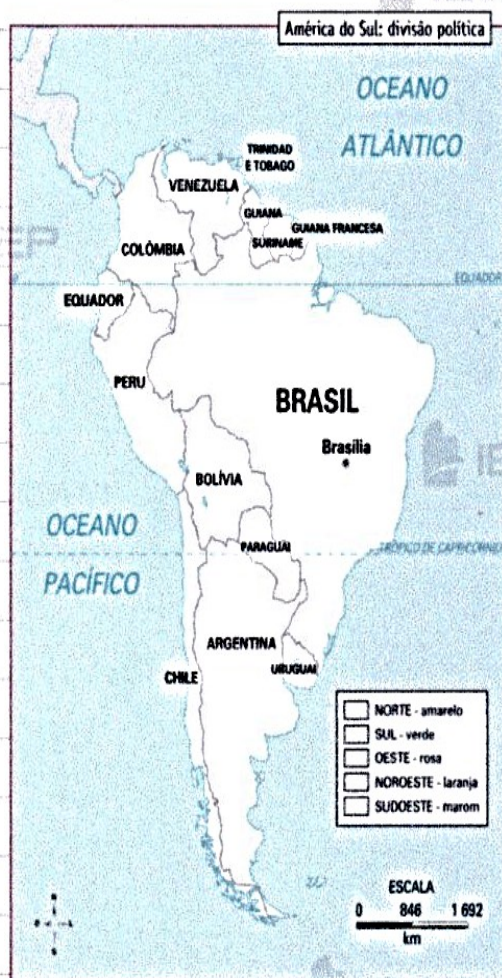 América do Sul: divisão política
OCEANO
ATLÂNTICO
TRINIDAD
E TOBAGO
VENEZUELA
GUIANA
GUIANA FRANCESA
SURINAME
COLÔMBIA
EQUADOR
EQUADOR
PERU
BRASIL
Brasília
BOLÍVIA
OCEANO
PACÍFICO
PARAGUAI
TRÓPICO DE CAPRICÓRNIO
ARGENTINA
URUGUAI
CHILE
NORTE - amarelo
SUL - verde
OESTE - rosa
NOROESTE - laranja
SUDOESTE - marom
ESCALA
0 846 1 692
km